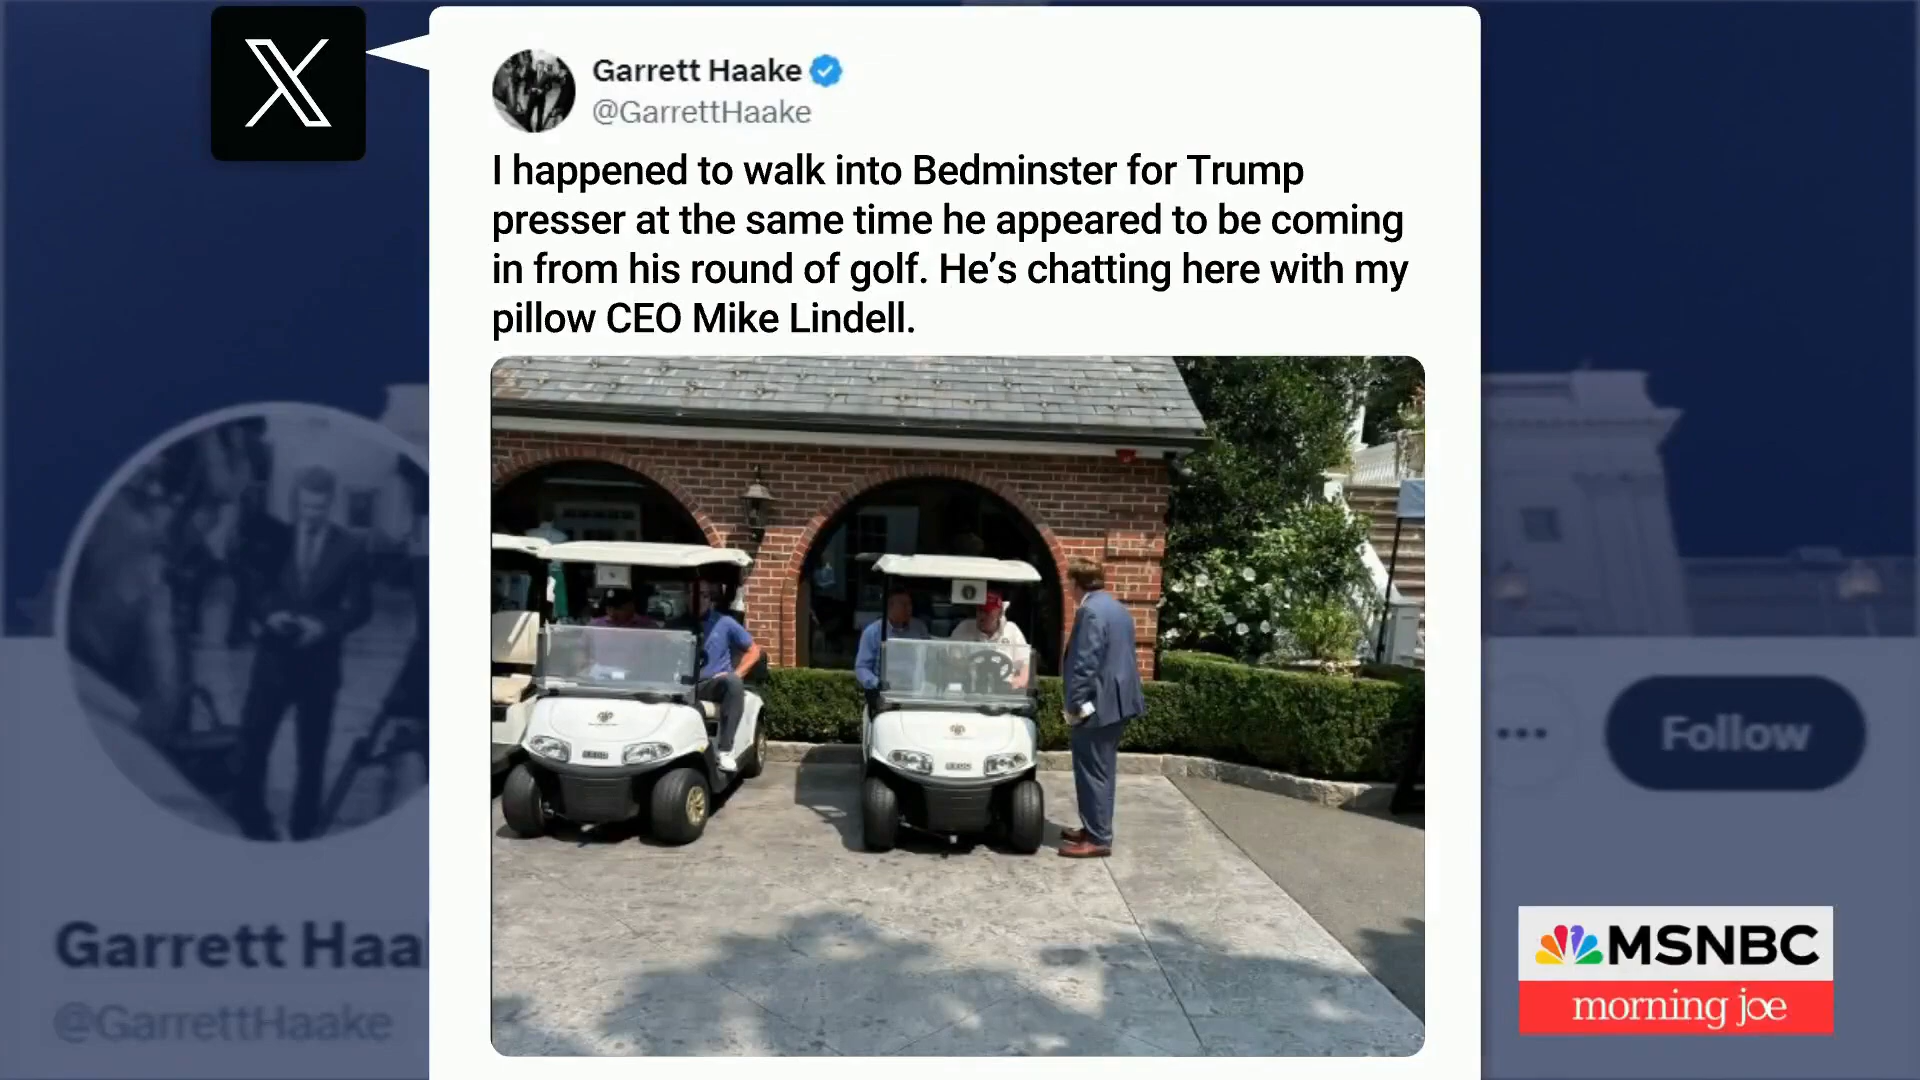 X
Garrett Haake
@GarrettHaake
I happened to walk into Bedminster for Trump
presser at the same time he appeared to be coming
in from his round of golf. He’s chatting here with my
pillow CEO Mike Lindell.
Follow
Garrett Haa
@GarrettHaake
MSNBC
morning joe